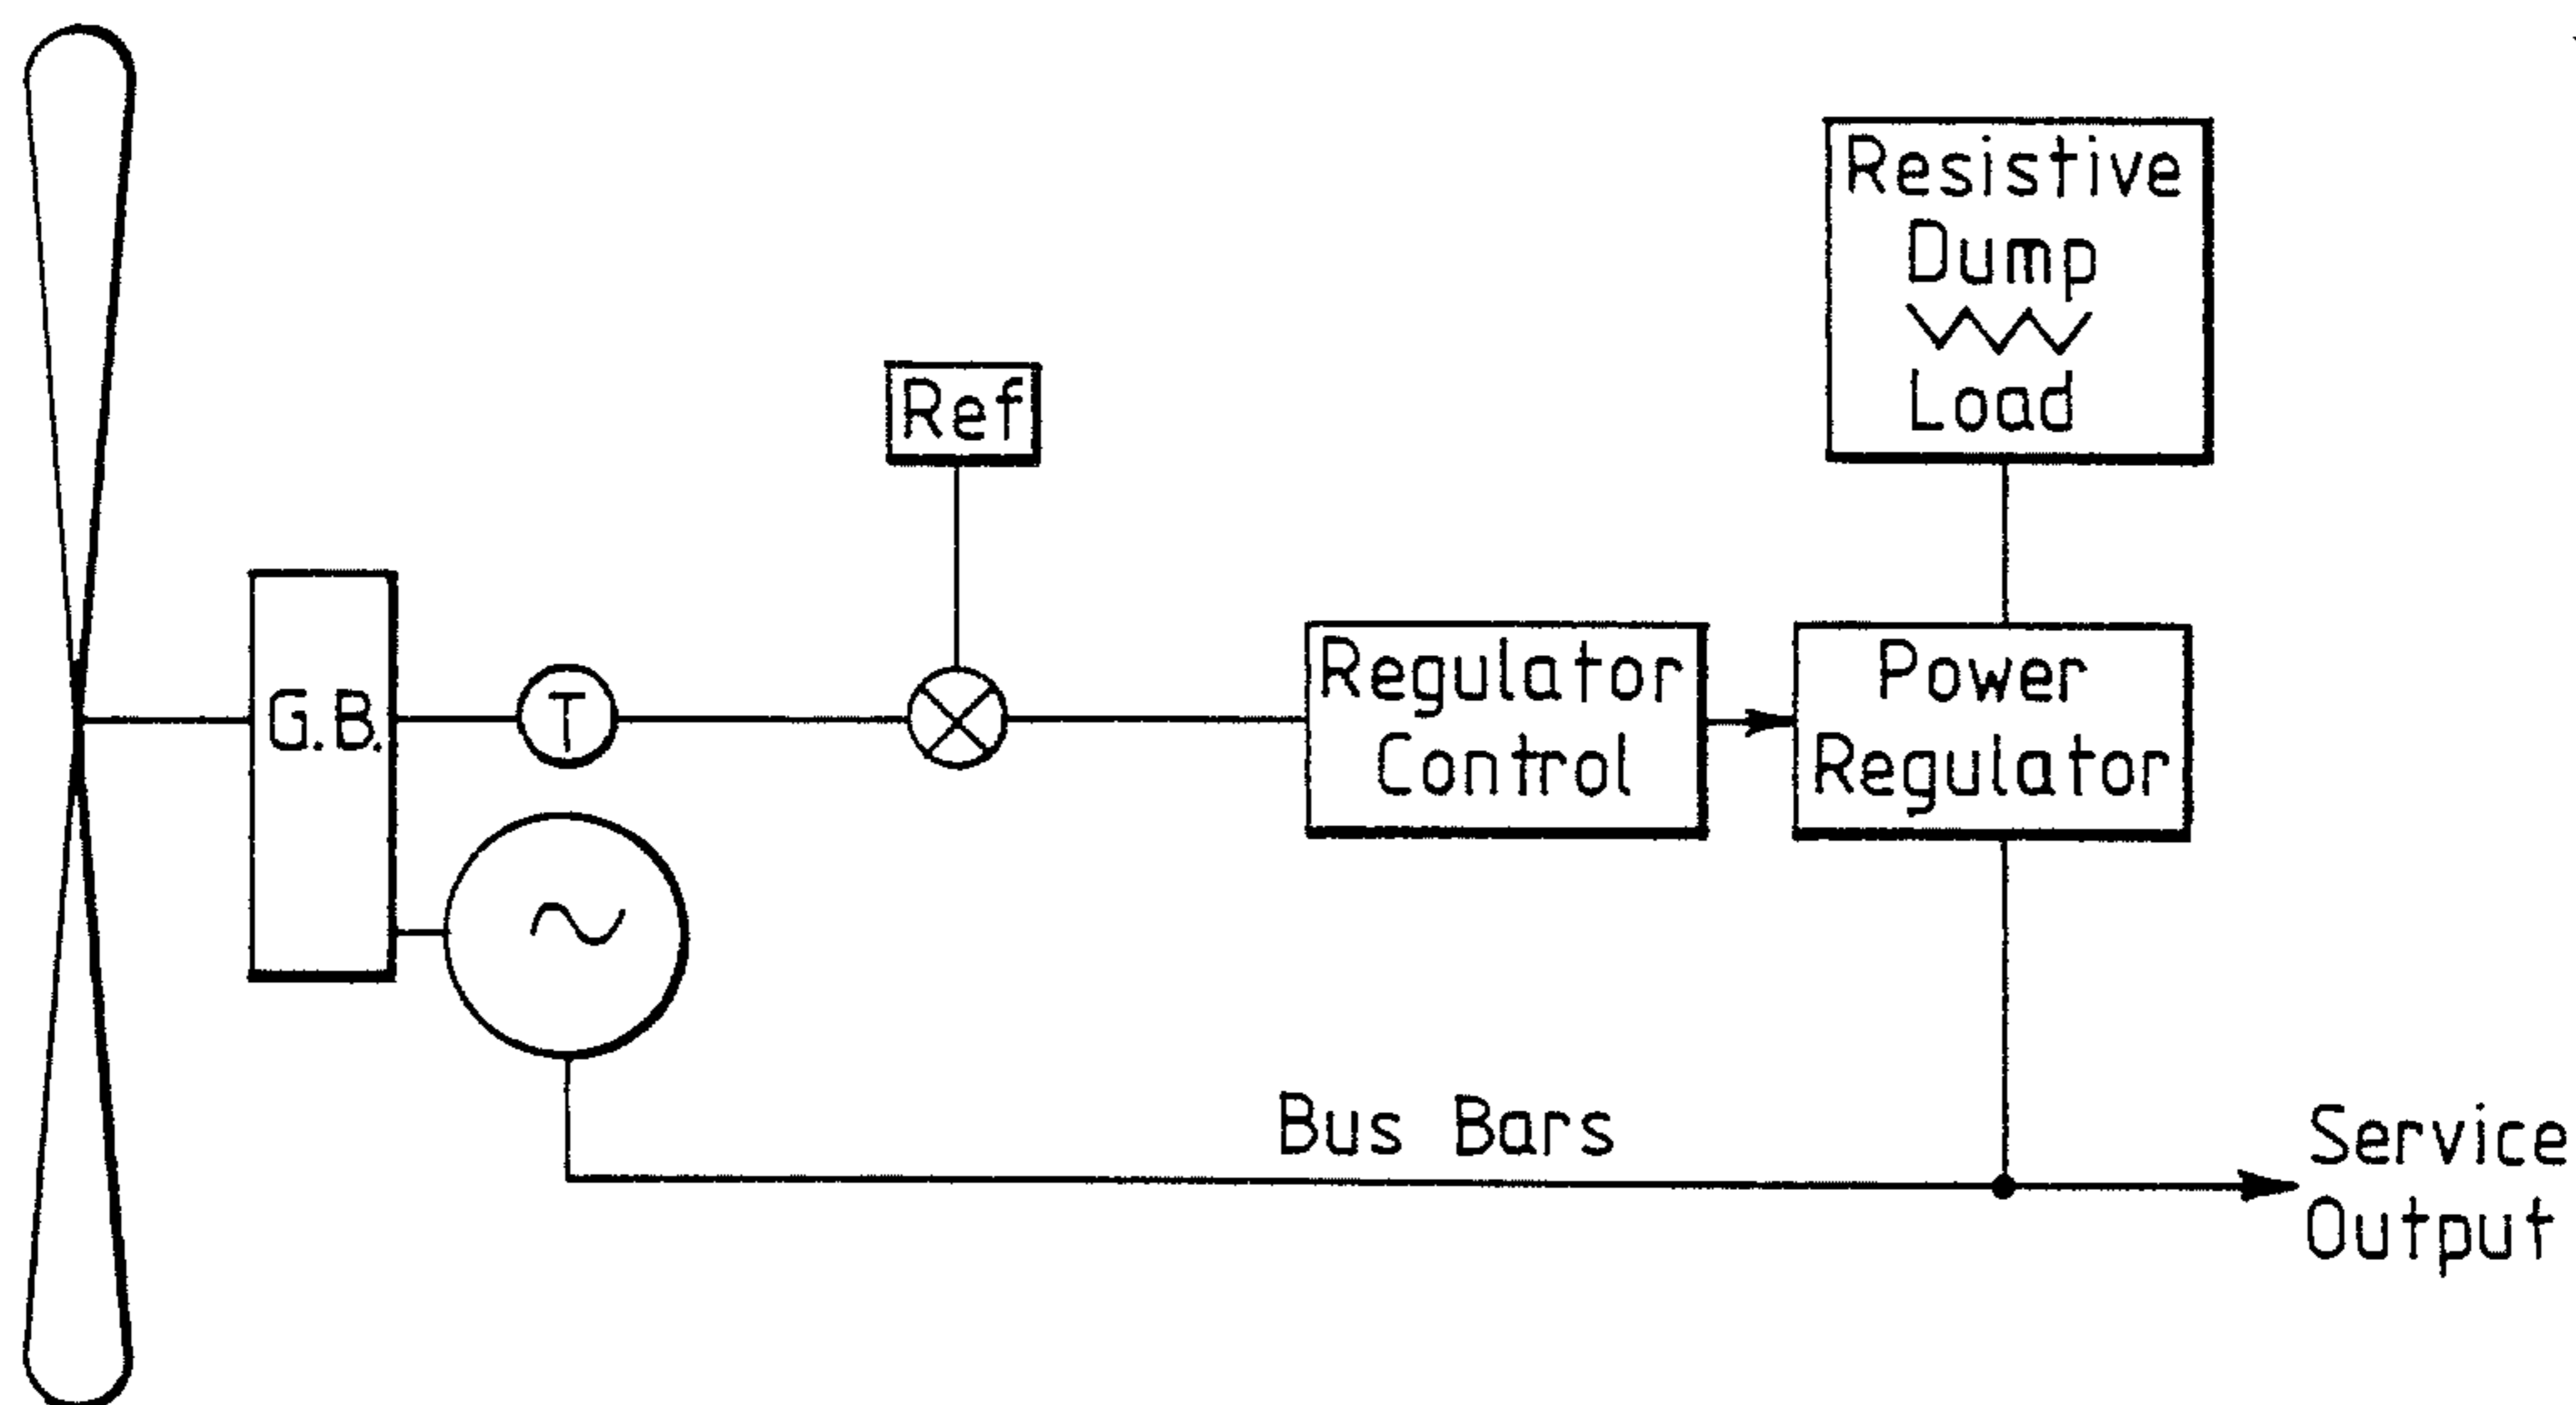 Resistive
Dump
Load
Ref
G.B.
T
Regulator
Control
Power
Regulator
Bus Bars
Service
Output